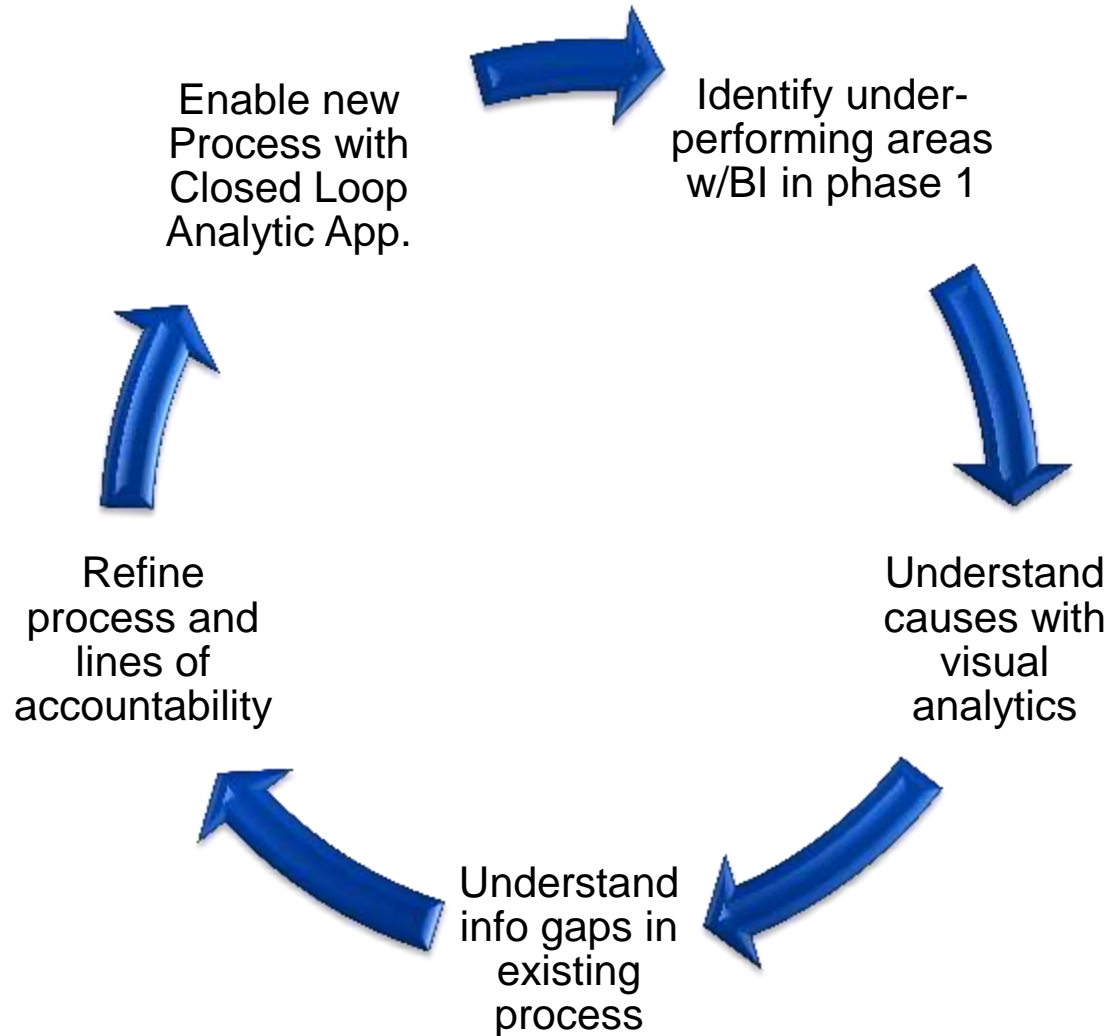 Enable new
Process with
Closed Loop
Analytic App.
Identify under-
performing areas
w/BI in phase 1
Understand
causes with
visual
analytics
Understand
info gaps in
existing
process
Refine
process and
lines of
accountability